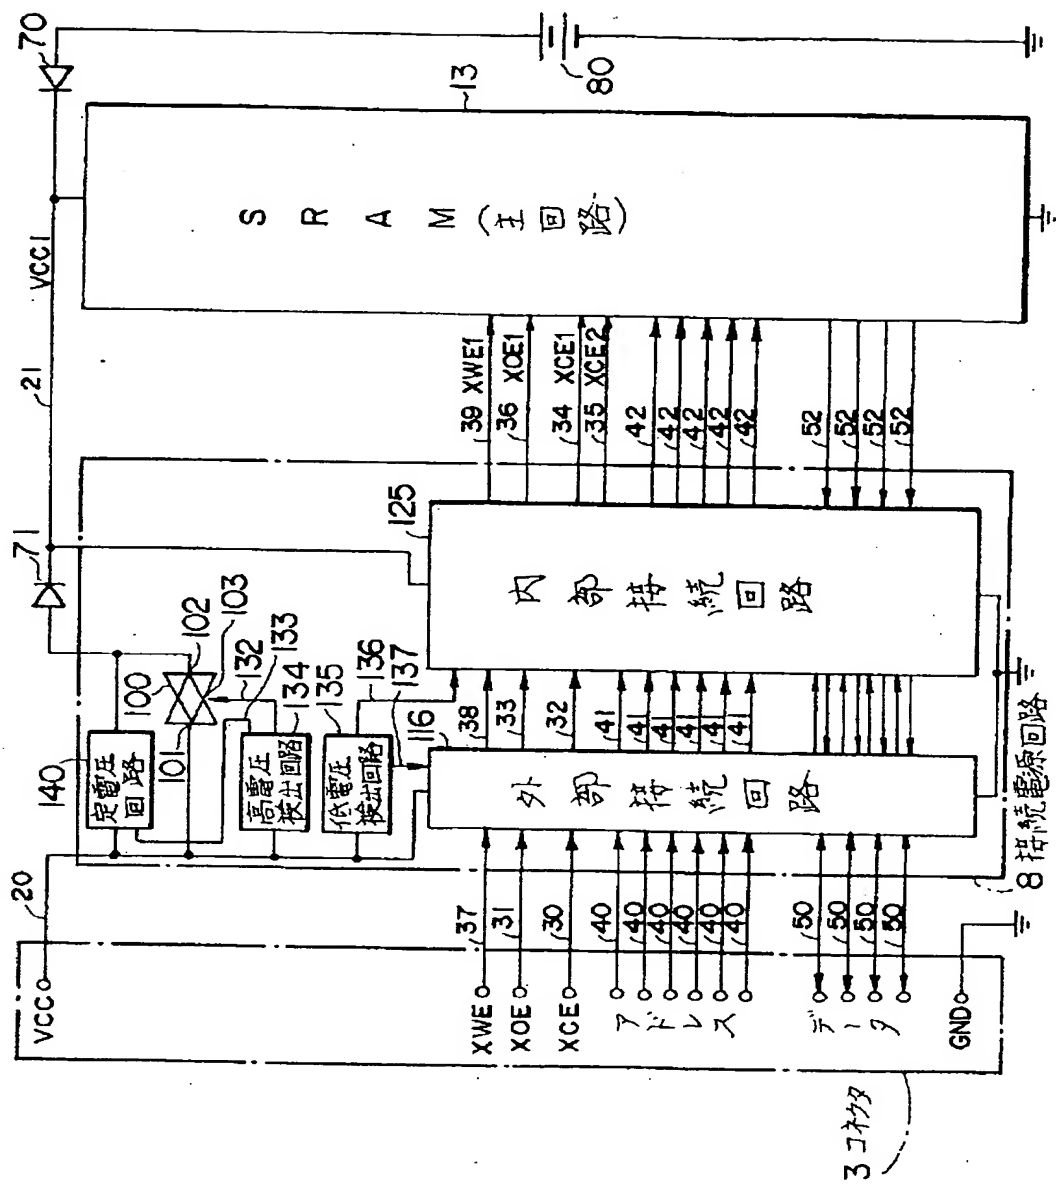 70
80
13
SRAM(主回路)
VCC1
21
39 XWE1
36 XOE1
34 XCE1
35 XCE2
42
42
42
42
42
52
52
52
52
71
125
内部接続回路
100
102
103
101
140
定電圧
回路
132
133
高電圧
検出回路
134
低電圧
検出回路
135
136
137
116
外部接続回路
38
33
32
41
41
41
41
41
41
8 接続電源回路
20
37
31
30
40
40
40
40
40
40
50
50
50
50
VCC
XWE
XOE
XCE
アドレス
データ
GND
3 コネクタ